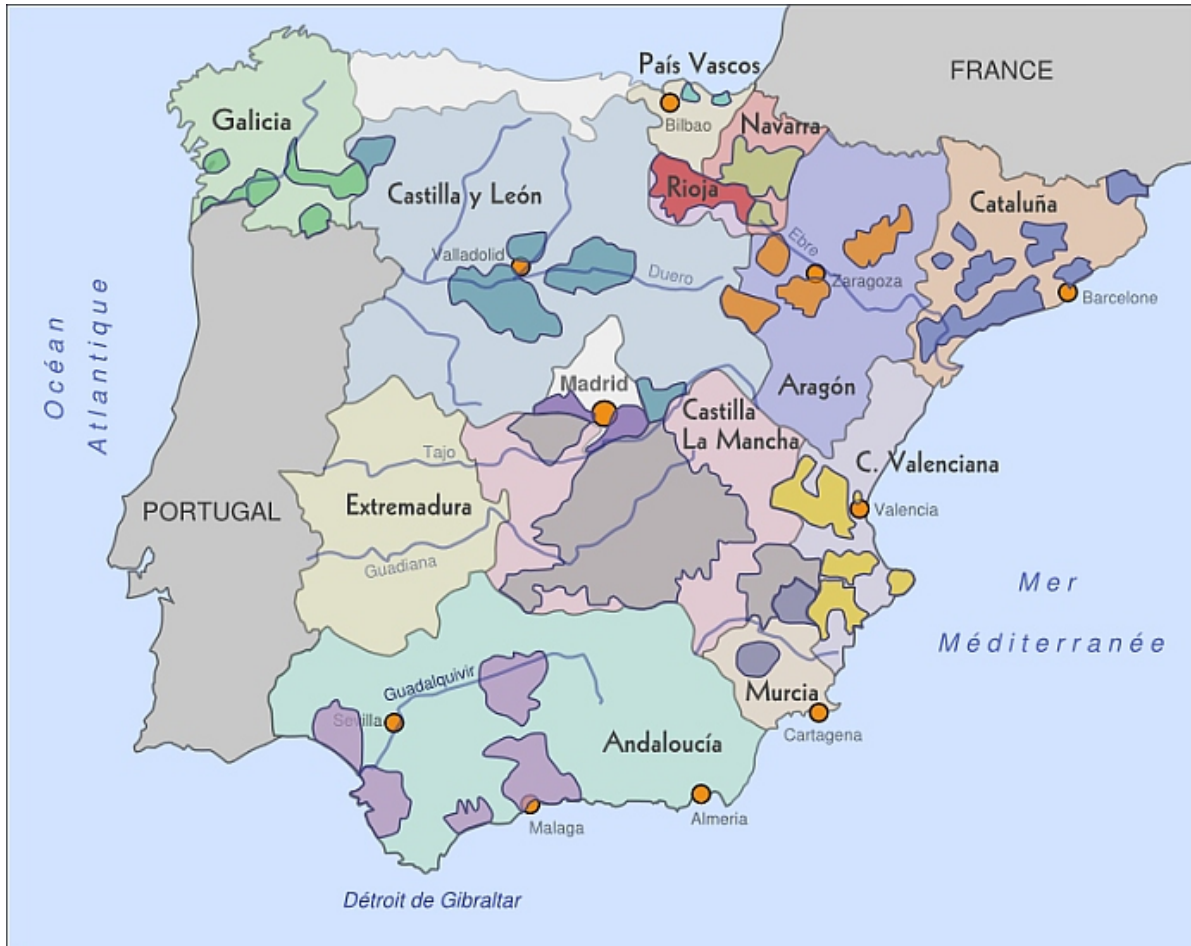 País Vascos
FRANCE
Galicia
Bilbao
Navarra
Castilla y León
Rioja
Cataluña
Valladolid
Ebre
Duero
Zaragoza
Barcelone
Océan
Atlantique
Madrid
Aragón
Castilla
La Mancha
Tajo
C. Valenciana
PORTUGAL
Extremadura
Valencia
Guadiana
Mer
Méditerranée
Guadalquivir
Murcia
Sevilla
Cartagena
Andaloucía
Malaga
Almeria
Détroit de Gibraltar